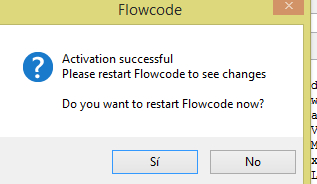 Flowcode
Activation successful
Please restart Flowcode to see changes
Do you want to restart Flowcode now?
Sí
No